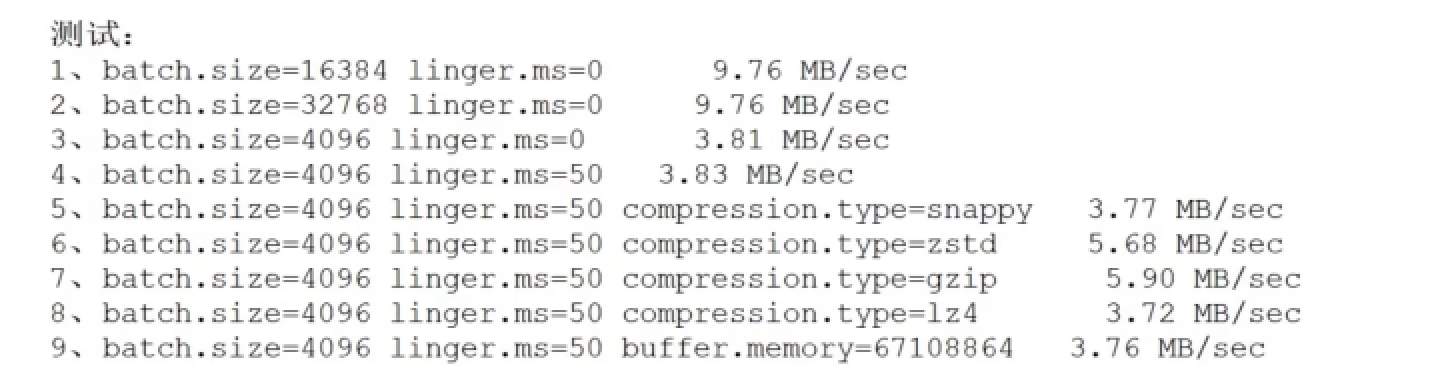 测试：
1、batch.size=16384 linger.ms=0 9.76 MB/sec
2、batch.size=32768 linger.ms=0 9.76 MB/sec
3、batch.size=4096 linger.ms=0 3.81 MB/sec
4、batch.size=4096 linger.ms=50 3.83 MB/sec
5、batch.size=4096 linger.ms=50 compression.type=snappy 3.77 MB/sec
6、batch.size=4096 linger.ms=50 compression.type=zstd 5.68 MB/sec
7、batch.size=4096 linger.ms=50 compression.type=gzip 5.90 MB/sec
8、batch.size=4096 linger.ms=50 compression.type=lz4 3.72 MB/sec
9、batch.size=4096 linger.ms=50 buffer.memory=67108864 3.76 MB/sec